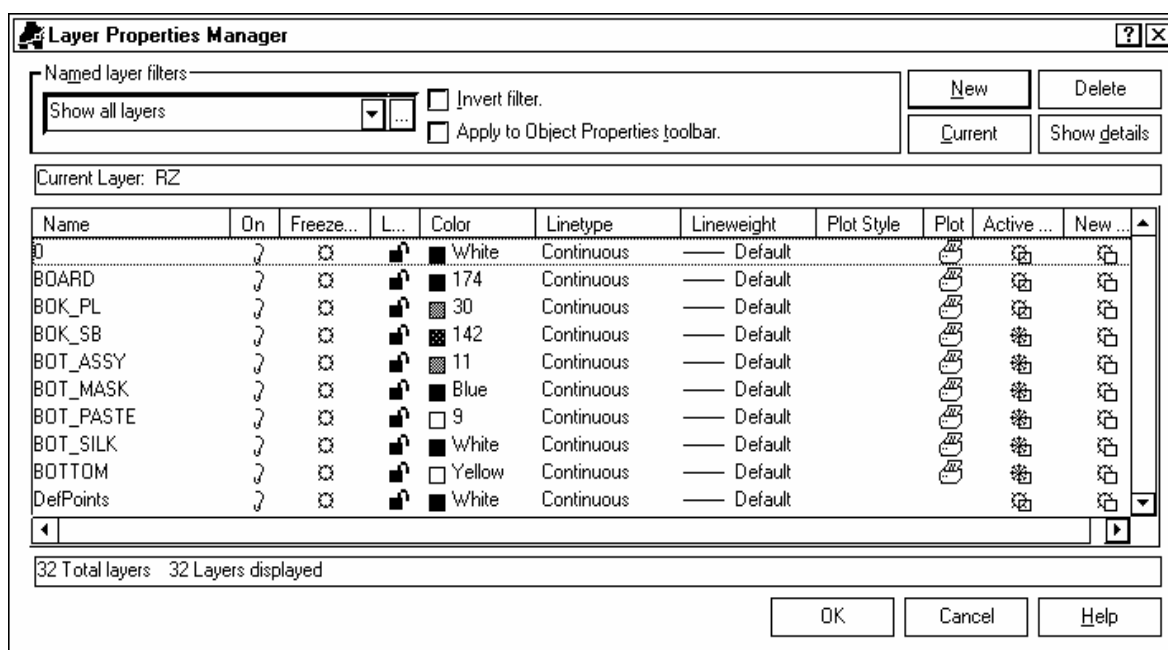 Layer Properties Manager
Named layer filters
Show all layers
...
Invert filter.
Apply to Object Properties toolbar.
New
Delete
Current
Show details
Current Layer: RZ
Name On Freeze... L... Color Linetype Lineweight Plot Style Plot Active ... New ...
0 White Continuous Default
BOARD 174 Continuous Default
BOK_PL 30 Continuous Default
BOK_SB 142 Continuous Default
BOT_ASSY 11 Continuous Default
BOT_MASK Blue Continuous Default
BOT_PASTE 9 Continuous Default
BOT_SILK White Continuous Default
BOTTOM Yellow Continuous Default
DefPoints White Continuous Default
32 Total layers 32 Layers displayed
OK Cancel Help